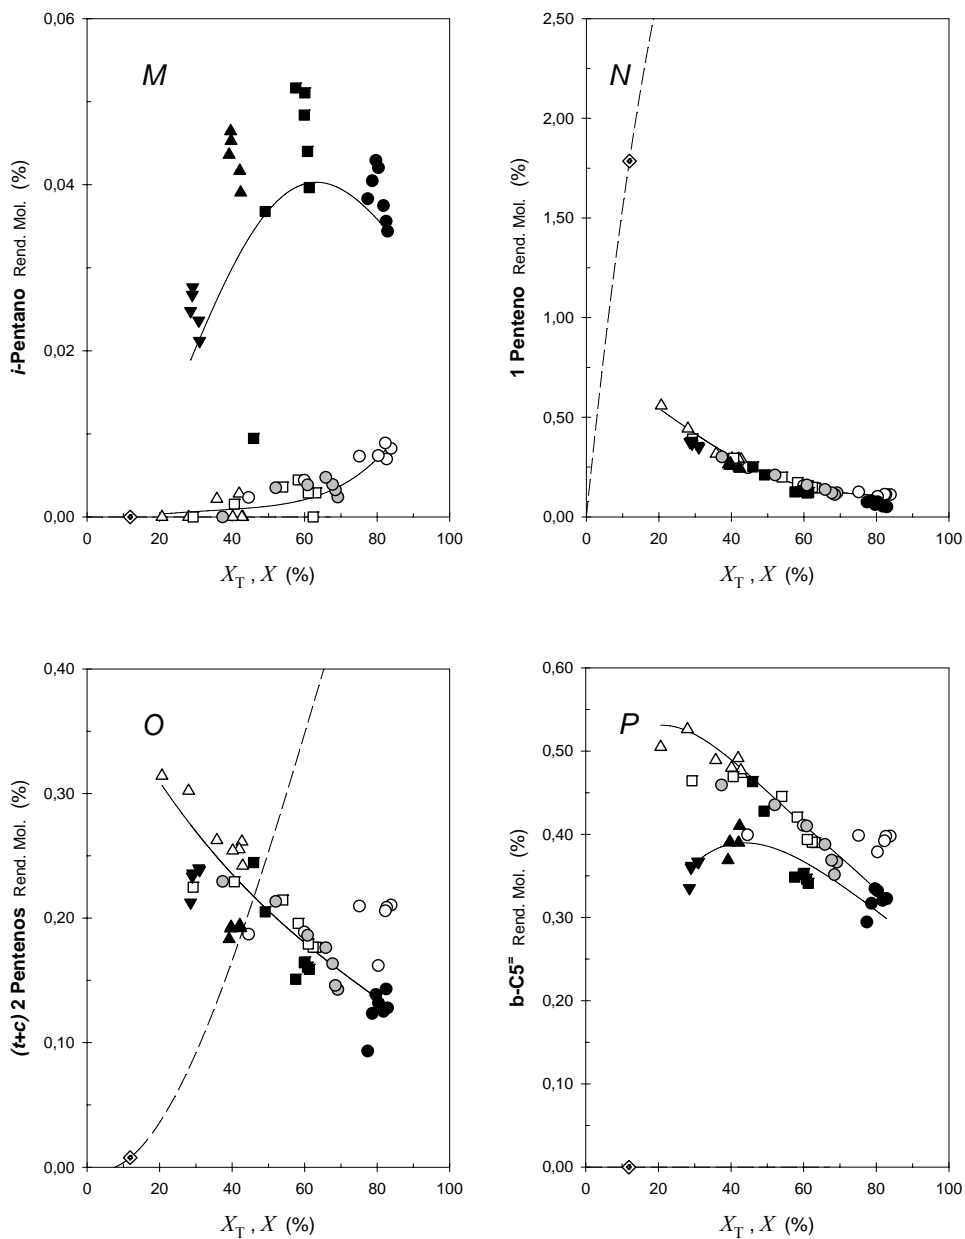 M
i-Pentano Rend. Mol. (%)
0,06
0,04
0,02
0,00
0 20 40 60 80 100
X_T , X (%)
N
1 Penteno Rend. Mol. (%)
2,50
2,00
1,50
1,00
0,50
0,00
0 20 40 60 80 100
X_T , X (%)
O
(t+c) 2 Pentenos Rend. Mol. (%)
0,40
0,30
0,20
0,10
0,00
0 20 40 60 80 100
X_T , X (%)
P
b-C5⁼ Rend. Mol. (%)
0,60
0,50
0,40
0,30
0,20
0,10
0,00
0 20 40 60 80 100
X_T , X (%)